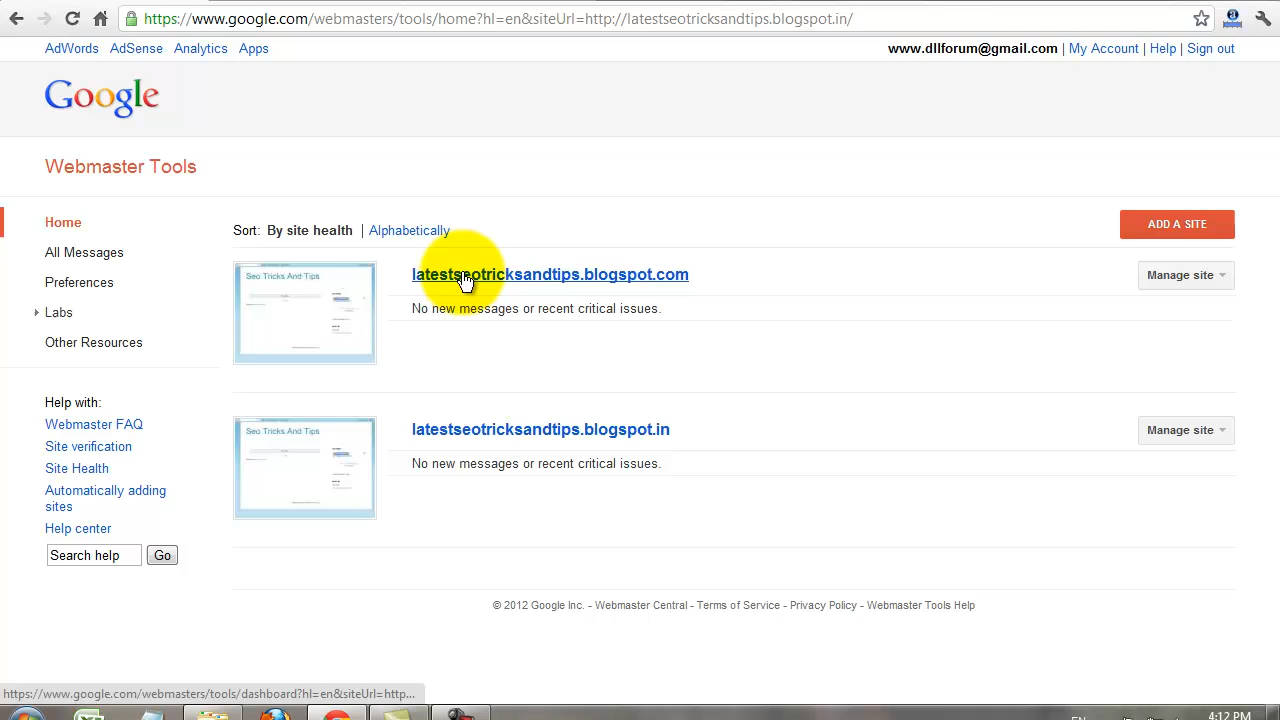 https://www.google.com/webmasters/tools/home?hl=en&siteUrl=http://latestseotricksandtips.blogspot.in/
AdWords AdSense Analytics Apps
www.dllforum@gmail.com | My Account | Help | Sign out
Google
Webmaster Tools
Home
All Messages
Preferences
Labs
Other Resources
Help with:
Webmaster FAQ
Site verification
Site Health
Automatically adding
sites
Help center
Search help Go
Sort: By site health | Alphabetically
ADD A SITE
Seo Tricks And Tips
latestseotricksandtips.blogspot.com
Manage site
No new messages or recent critical issues.
Seo Tricks And Tips
latestseotricksandtips.blogspot.in
Manage site
No new messages or recent critical issues.
© 2012 Google Inc. - Webmaster Central - Terms of Service - Privacy Policy - Webmaster Tools Help
https://www.google.com/webmasters/tools/dashboard?hl=en&siteUrl=http...
EN
4:12 PM